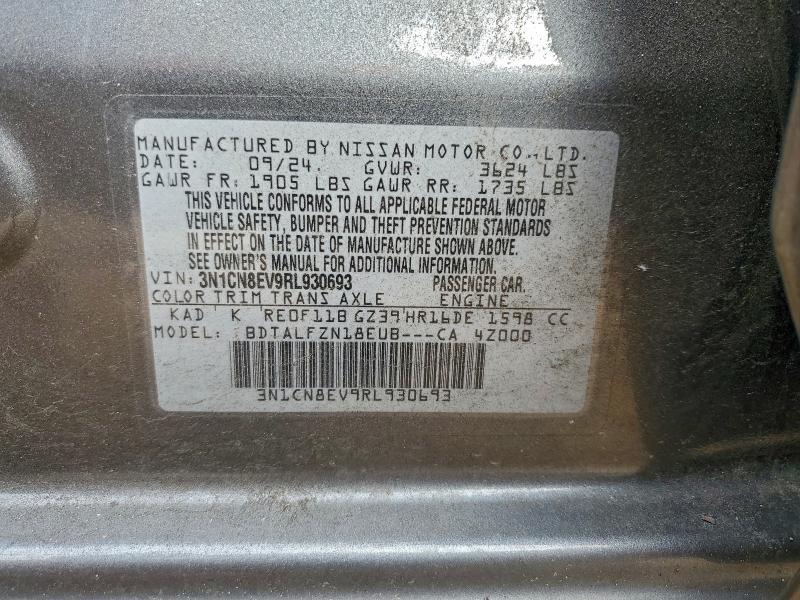 MANUFACTURED BY NISSAN MOTOR CO.,LTD.
DATE: 09/24. GVWR: 3624 LBS
GAWR FR: 1905 LBS GAWR RR: 1735 LBS
THIS VEHICLE CONFORMS TO ALL APPLICABLE FEDERAL MOTOR
VEHICLE SAFETY, BUMPER AND THEFT PREVENTION STANDARDS
IN EFFECT ON THE DATE OF MANUFACTURE SHOWN ABOVE.
SEE OWNER'S MANUAL FOR ADDITIONAL INFORMATION.
VIN: 3N1CN8EV9RL930693 PASSENGER CAR.
COLOR TRIM TRANS AXLE ENGINE
KAD K RE0F11B GZ39 HR16DE 1598 CC
MODEL: BDTALFZN18EUB---CA 4Z000
3N1CN8EV9RL930693